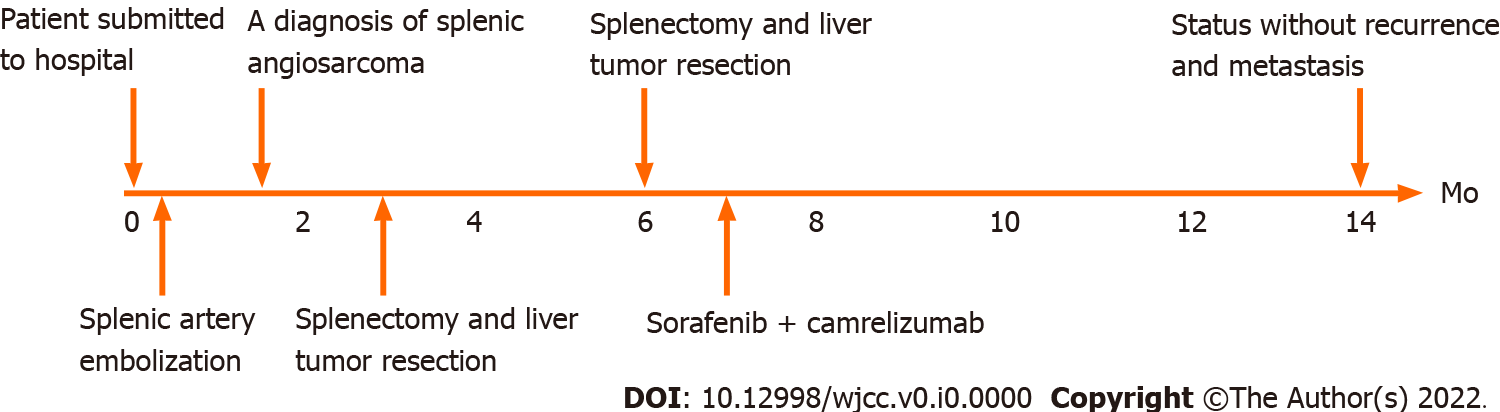 Patient submitted
to hospital
A diagnosis of splenic
angiosarcoma
Splenectomy and liver
tumor resection
Status without recurrence
and metastasis
Mo
0 2 4 6 8 10 12 14
Splenic artery
embolization
Splenectomy and liver
tumor resection
Sorafenib + camrelizumab
DOI: 10.12998/wjcc.v0.i0.0000 Copyright ©The Author(s) 2022.